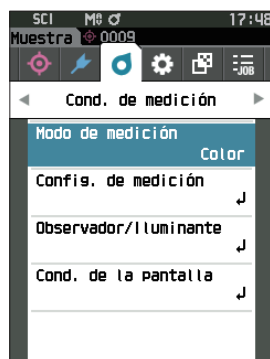 SCI M⌀ ♂ 17:48
Muestra 0009
JOB
Cond. de medición
Modo de medición
Color
Config. de medición
Observador/Iluminante
Cond. de la pantalla